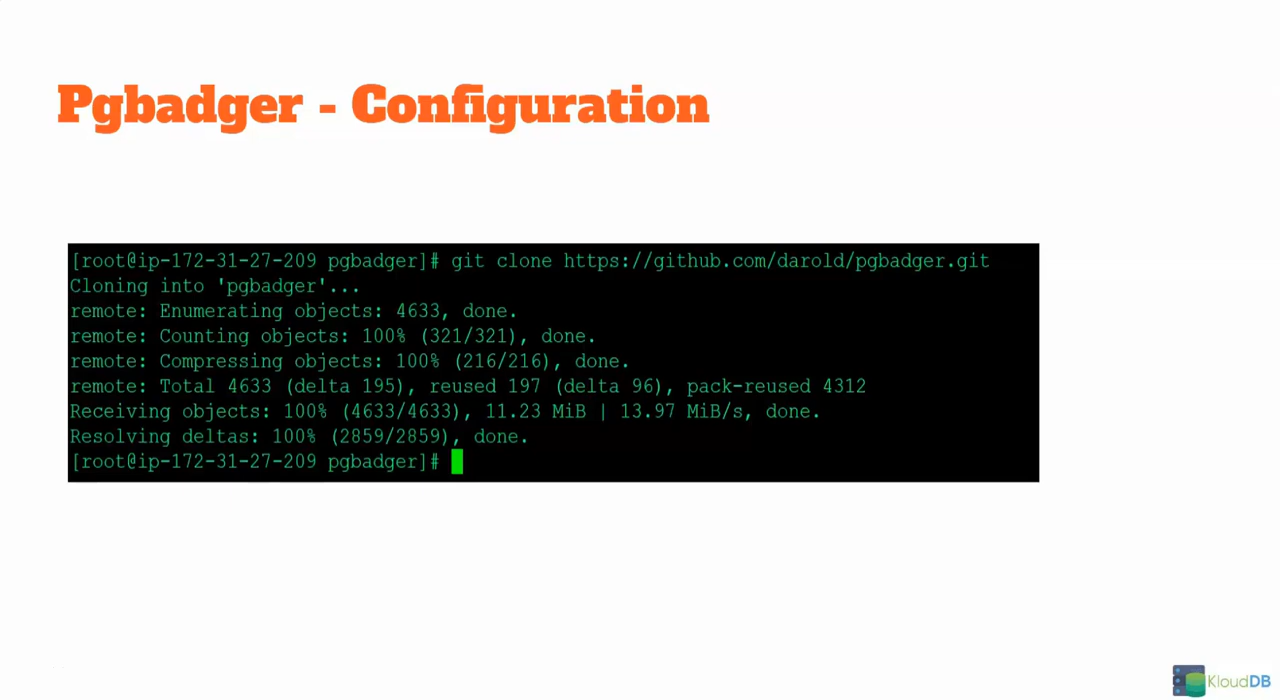 Pgbadger - Configuration
[root@ip-172-31-27-209 pgbadger]# git clone https://github.com/darold/pgbadger.git
Cloning into 'pgbadger'...
remote: Enumerating objects: 4633, done.
remote: Counting objects: 100% (321/321), done.
remote: Compressing objects: 100% (216/216), done.
remote: Total 4633 (delta 195), reused 197 (delta 96), pack-reused 4312
Receiving objects: 100% (4633/4633), 11.23 MiB | 13.97 MiB/s, done.
Resolving deltas: 100% (2859/2859), done.
[root@ip-172-31-27-209 pgbadger]#
KloudDB